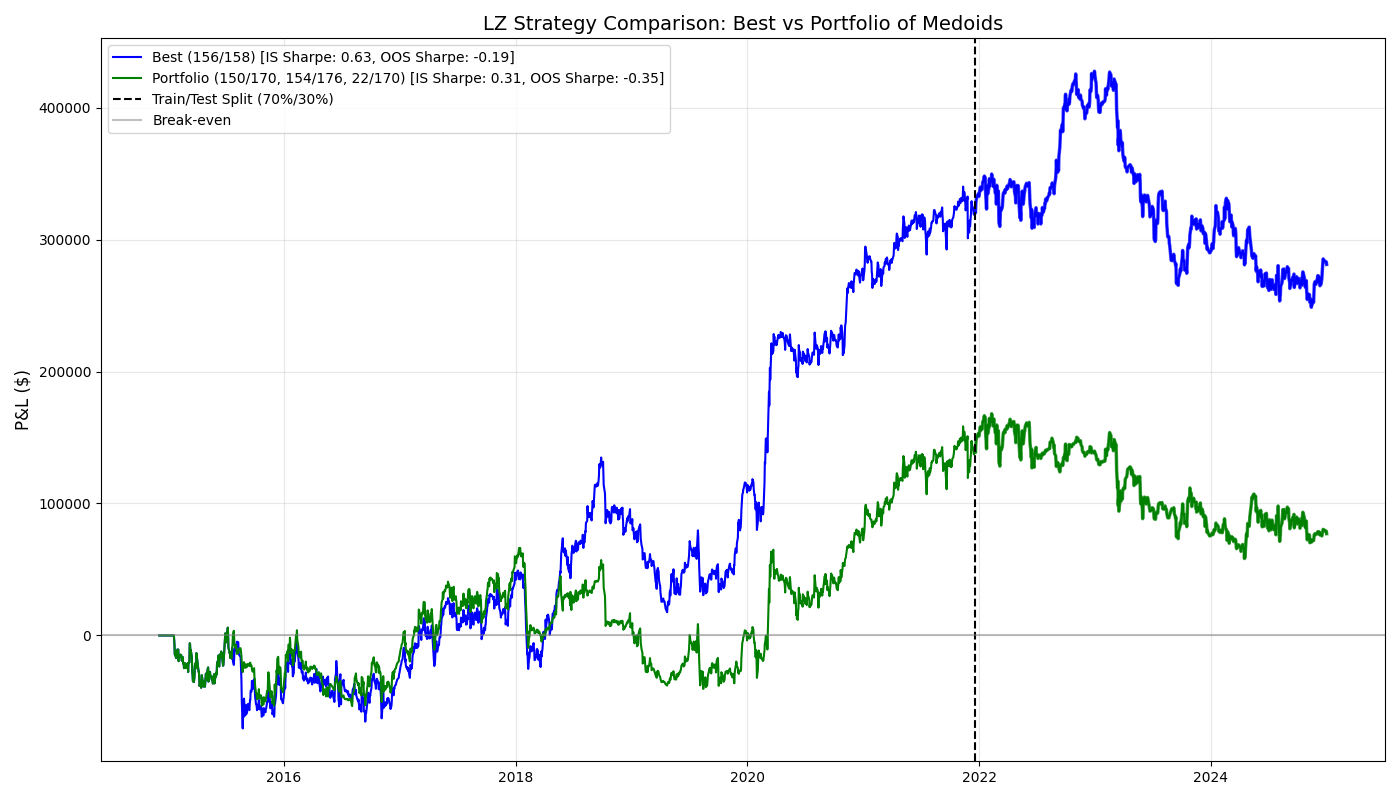 LZ Strategy Comparison: Best vs Portfolio of Medoids
Best (156/158) [IS Sharpe: 0.63, OOS Sharpe: -0.19]
Portfolio (150/170, 154/176, 22/170) [IS Sharpe: 0.31, OOS Sharpe: -0.35]
Train/Test Split (70%/30%)
Break-even
P&L ($)
400000
300000
200000
100000
0
2016 2018 2020 2022 2024